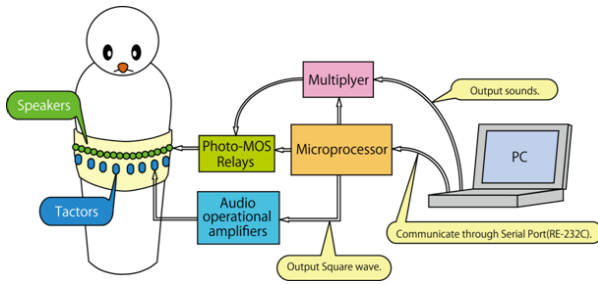 Speakers
Tactors
Multiplyer
Photo-MOS
Relays
Microprocessor
Audio
operational
amplifiers
Output sounds.
PC
Communicate through Serial Port(RE-232C).
Output Square wave.